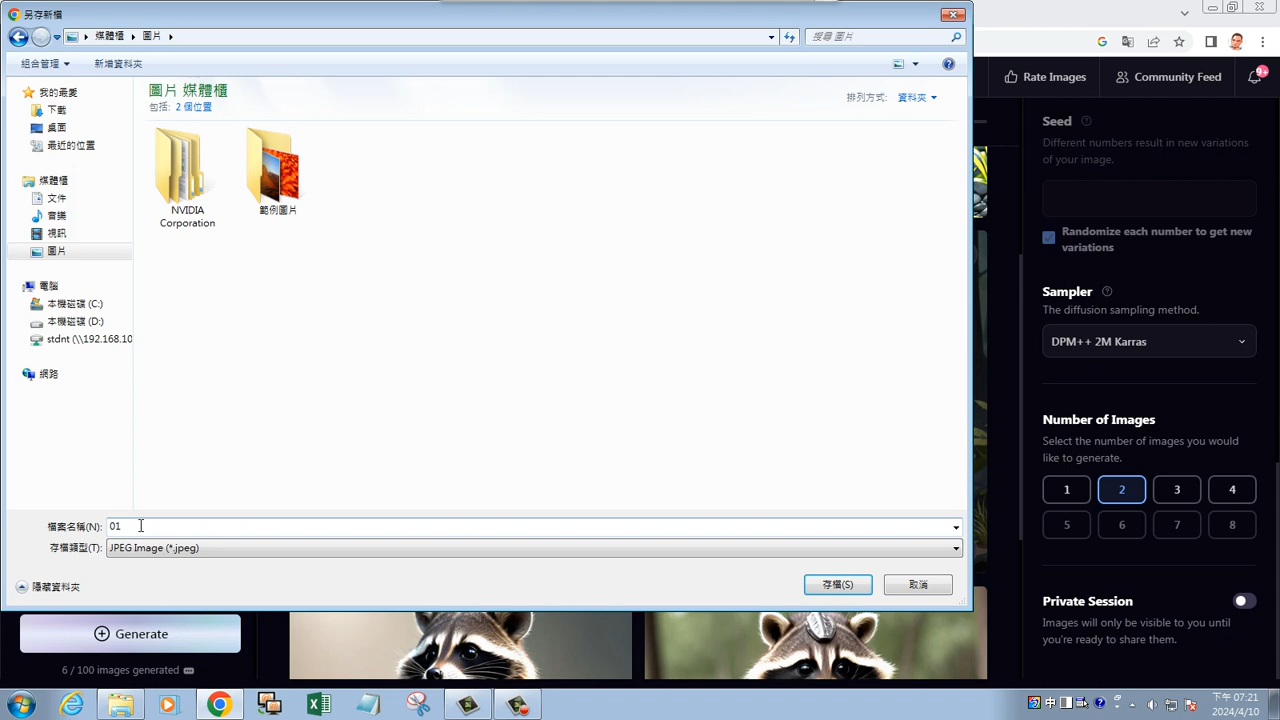 另存新檔
媒體櫃 圖片
搜尋 圖片
組合管理
新增資料夾
我的最愛
下載
桌面
最近的位置
媒體櫃
文件
音樂
視訊
圖片
電腦
本機磁碟 (C:)
本機磁碟 (D:)
stdnt (\\192.168.10
網路
圖片 媒體櫃
包括: 2 個位置
排列方式: 資料夾
NVIDIA
Corporation
範例圖片
檔案名稱(N): 01
存檔類型(T): JPEG Image (*.jpeg)
隱藏資料夾
存檔(S)
取消
Rate Images
Community Feed
9+
Seed
Different numbers result in new variations
of your image.
Randomize each number to get new
variations
Sampler
The diffusion sampling method.
DPM++ 2M Karras
Number of Images
Select the number of images you would
like to generate.
1 2 3 4
5 6 7 8
Private Session
Images will only be visible to you until
you're ready to share them.
Generate
6 / 100 images generated
中
下午 07:21
2024/4/10